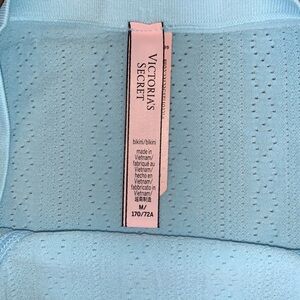 VICTORIA'S
SECRET
bikini/bikini
made in
Vietnam/
fabriqué au
Vietnam/
hecho en
Vietnam/
fabbricato in
Vietnam/
越南制造
M/
170/72A